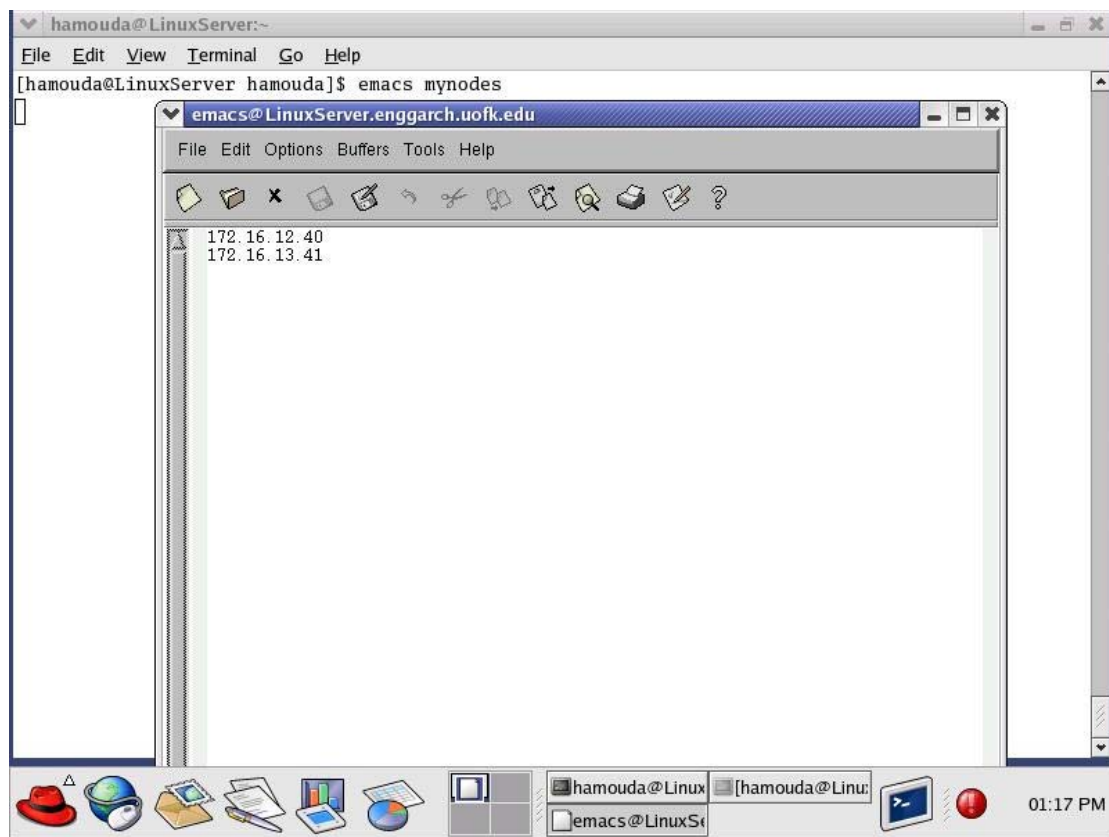 hamouda@LinuxServer:~
File Edit View Terminal Go Help
[hamouda@LinuxServer hamouda]$ emacs mynodes
emacs@LinuxServer.enggarch.uofk.edu
File Edit Options Buffers Tools Help
172.16.12.40
172.16.13.41
hamouda@Linux
[hamouda@Linu:
emacs@LinuxSe
01:17 PM